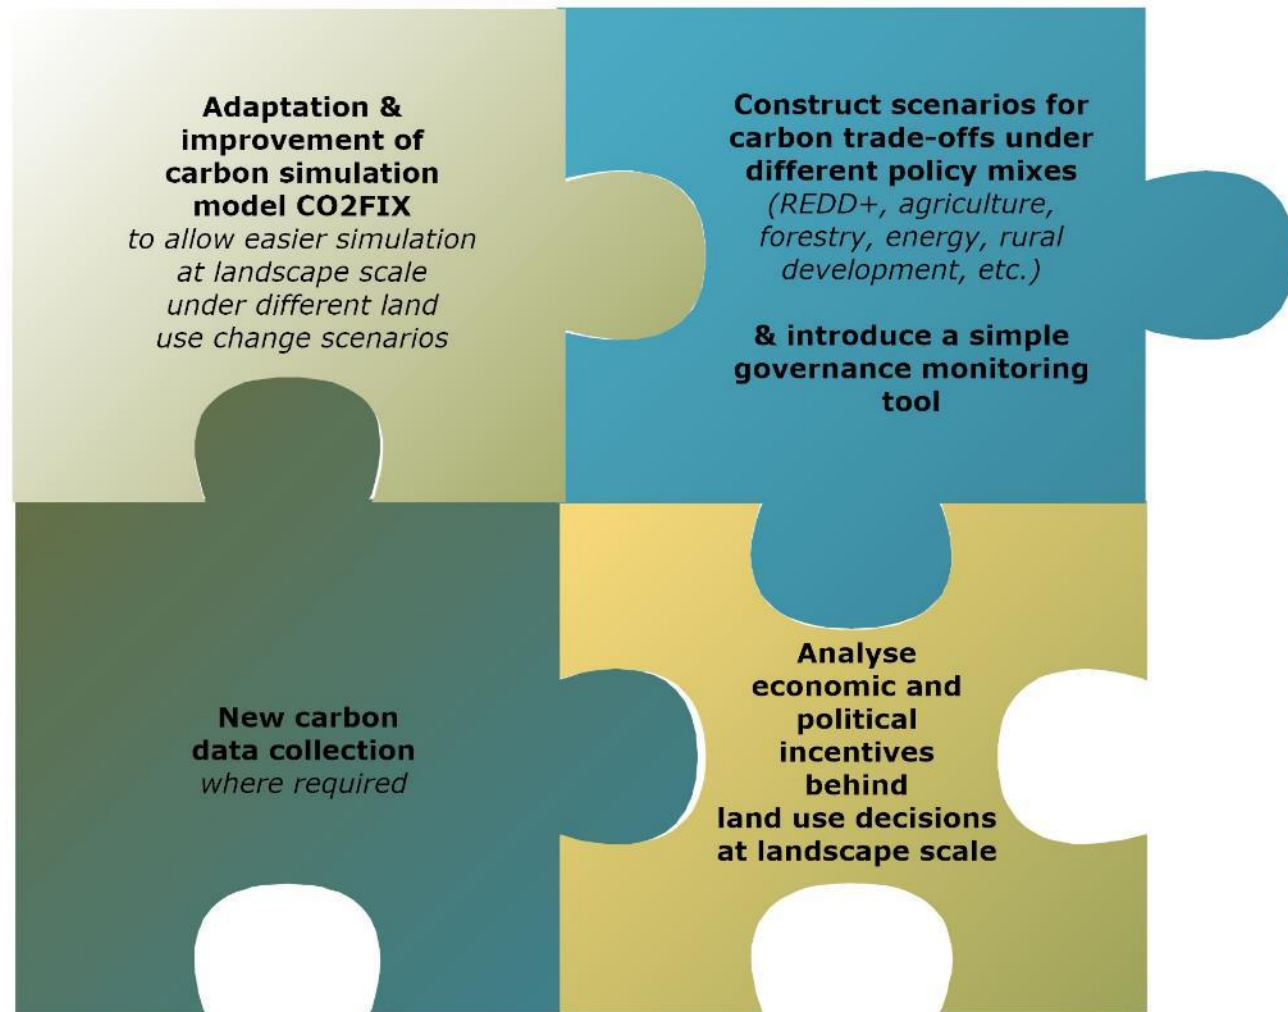 Adaptation &
improvement of
carbon simulation
model CO2FIX
to allow easier simulation
at landscape scale
under different land
use change scenarios
Construct scenarios for
carbon trade-offs under
different policy mixes
(REDD+, agriculture,
forestry, energy, rural
development, etc.)
& introduce a simple
governance monitoring
tool
New carbon
data collection
where required
Analyse
economic and
political
incentives
behind
land use decisions
at landscape scale